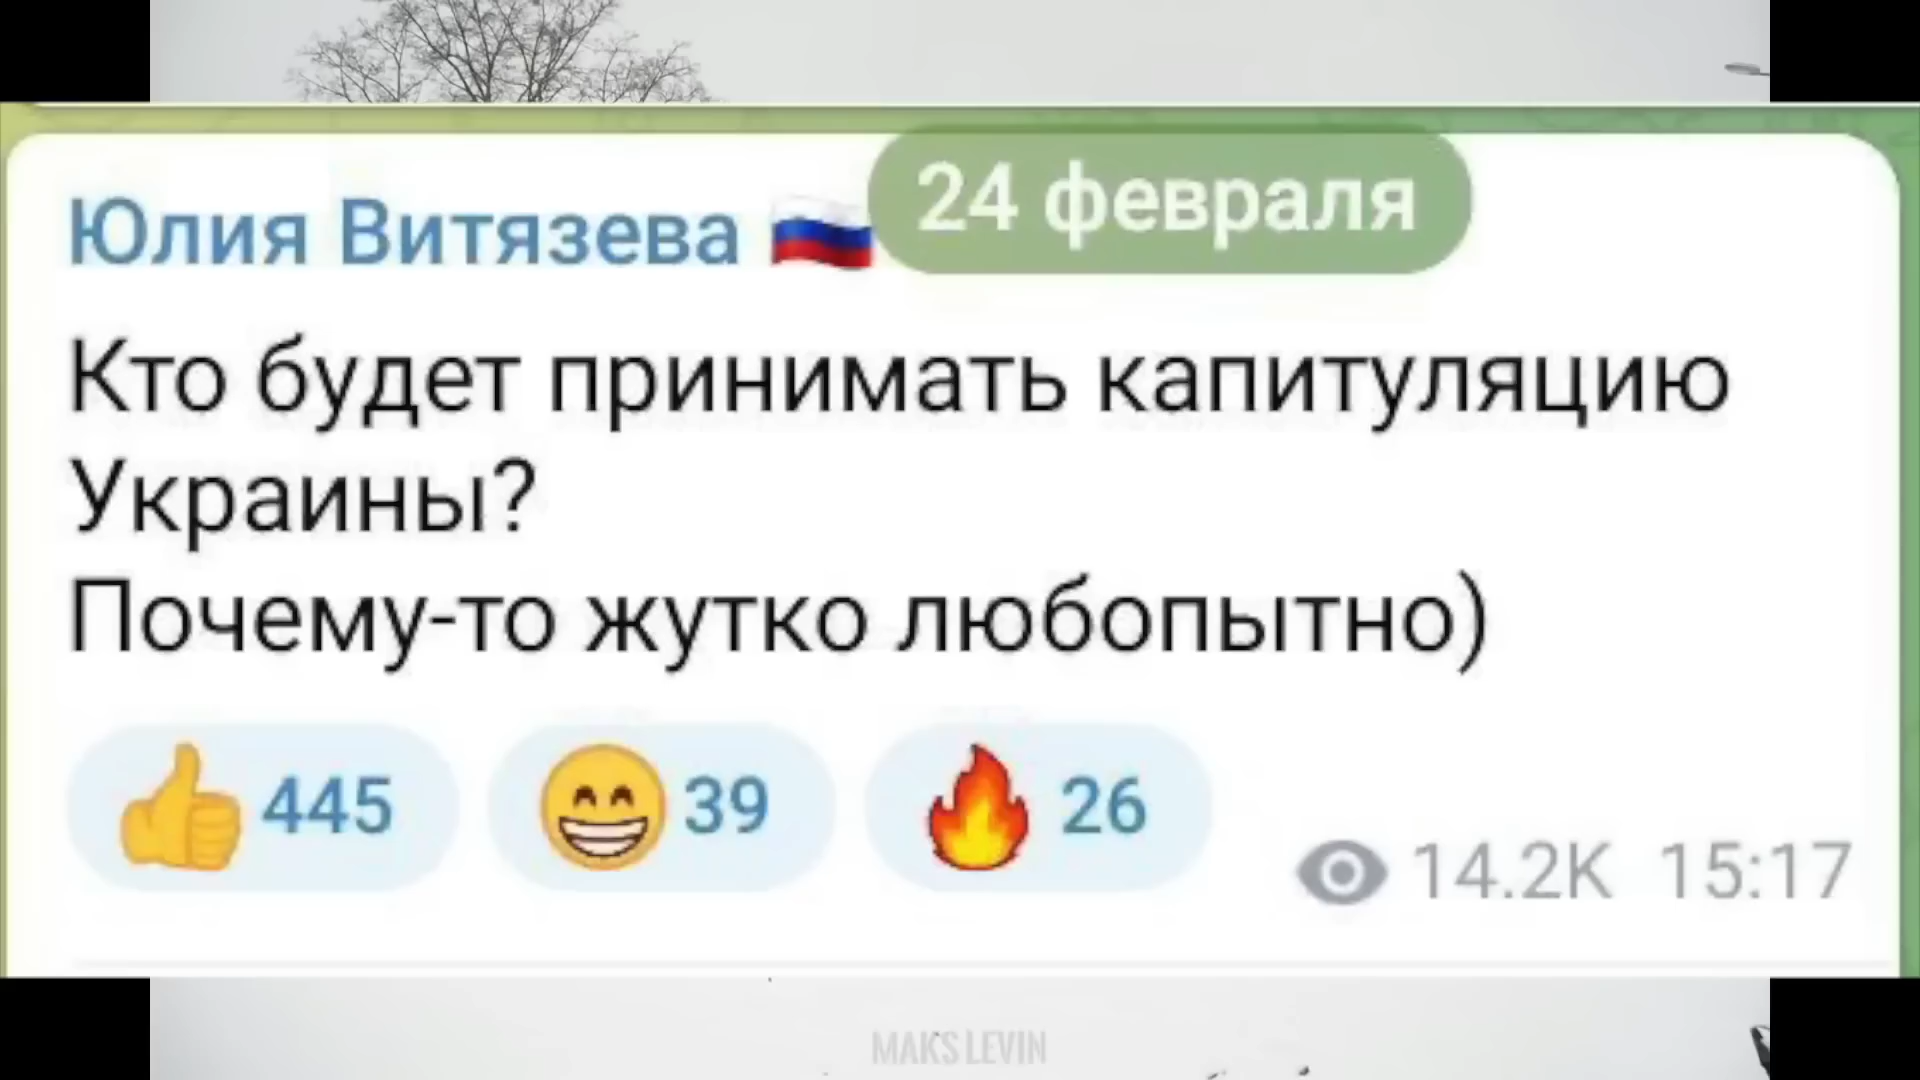 24 февраля
Юлия Витязева 🇷🇺
Кто будет принимать капитуляцию
Украины?
Почему-то жутко любопытно)
👍 445 😁 39 🔥 26
14.2K 15:17
MAKS LEVIN